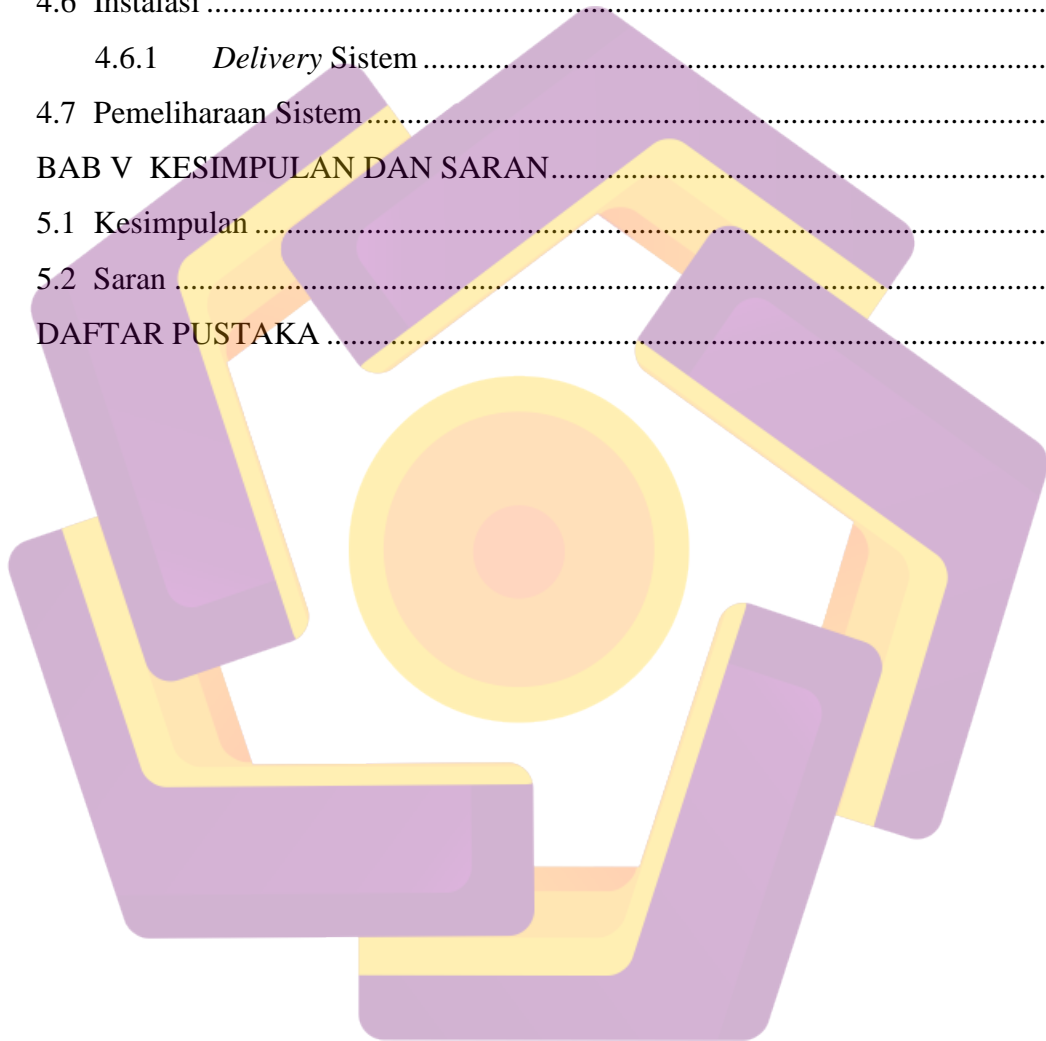 4.6 Instalasi ........................................................................................................
4.6.1 Delivery Sistem .............................................................................
4.7 Pemeliharaan Sistem ....................................................................................
BAB V KESIMPULAN DAN SARAN.............................................................
5.1 Kesimpulan ..................................................................................................
5.2 Saran ............................................................................................................
DAFTAR PUSTAKA .........................................................................................